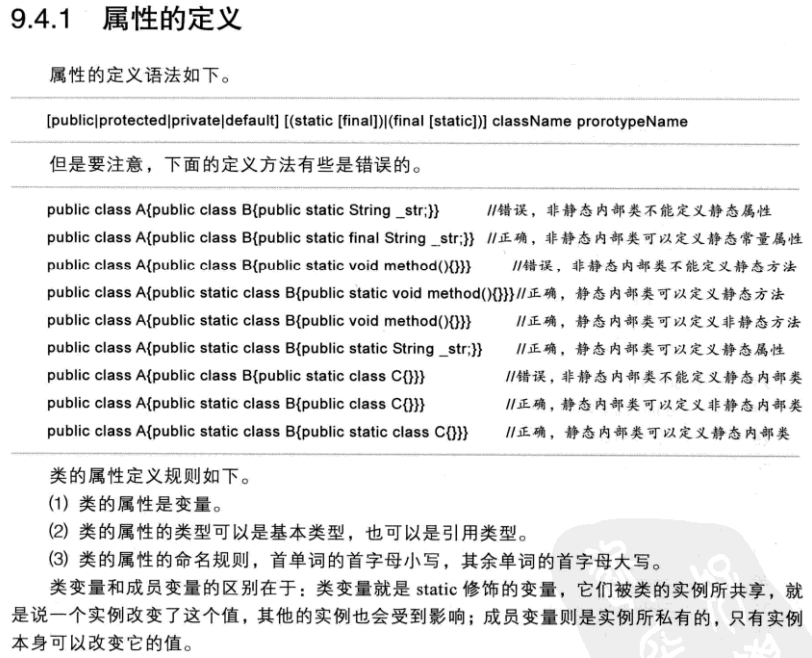 9.4.1 属性的定义
属性的定义语法如下。
[public|protected|private|default] [(static [final])|(final [static])] className prorotypeName
但是要注意，下面的定义方法有些是错误的。
public class A{public class B{public static String _str;}} //错误，非静态内部类不能定义静态属性
public class A{public class B{public static final String _str;}} //正确，非静态内部类可以定义静态常量属性
public class A{public class B{public static void method(){}}} //错误，非静态内部类不能定义静态方法
public class A{public static class B{public static void method(){}}}//正确，静态内部类可以定义静态方法
public class A{public static class B{public void method(){}}} //正确，静态内部类可以定义非静态方法
public class A{public static class B{public static String _str;}} //正确，静态内部类可以定义静态属性
public class A{public class B{public static class C{}}} //错误，非静态内部类不能定义静态内部类
public class A{public static class B{public class C{}}} //正确，静态内部类可以定义非静态内部类
public class A{public static class B{public static class C{}}} //正确，静态内部类可以定义静态内部类
类的属性定义规则如下。
(1) 类的属性是变量。
(2) 类的属性的类型可以是基本类型，也可以是引用类型。
(3) 类的属性的命名规则，首单词的首字母小写，其余单词的首字母大写。
类变量和成员变量的区别在于：类变量就是 static 修饰的变量，它们被类的实例所共享，就
是说一个实例改变了这个值，其他的实例也会受到影响；成员变量则是实例所私有的，只有实例
本身可以改变它的值。